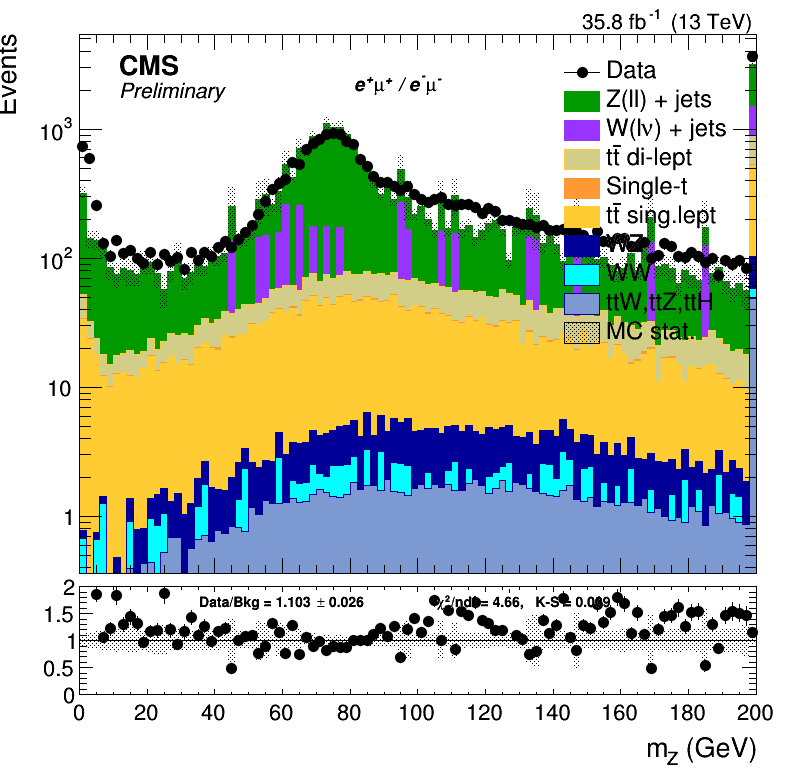 35.8 fb⁻¹ (13 TeV)
Events
CMS
Preliminary
e⁺μ⁺ / e⁻μ⁻
Data
Z(ll) + jets
W(lν) + jets
tt̄ di-lept
Single-t
tt̄ sing.lept
WZ
WW
ttW,ttZ,ttH
MC stat.
10³
10²
10
1
Data/Bkg = 1.103 ± 0.026
χ²/ndf = 4.66, K-S = 0.089
2
1.5
1
0.5
0
0 20 40 60 80 100 120 140 160 180 200
m_Z (GeV)